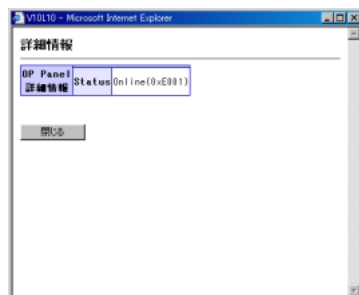 V10L10 - Microsoft Internet Explorer
詳細情報
OP Panel
詳細情報
Status
Online(0xE001)
閉じる